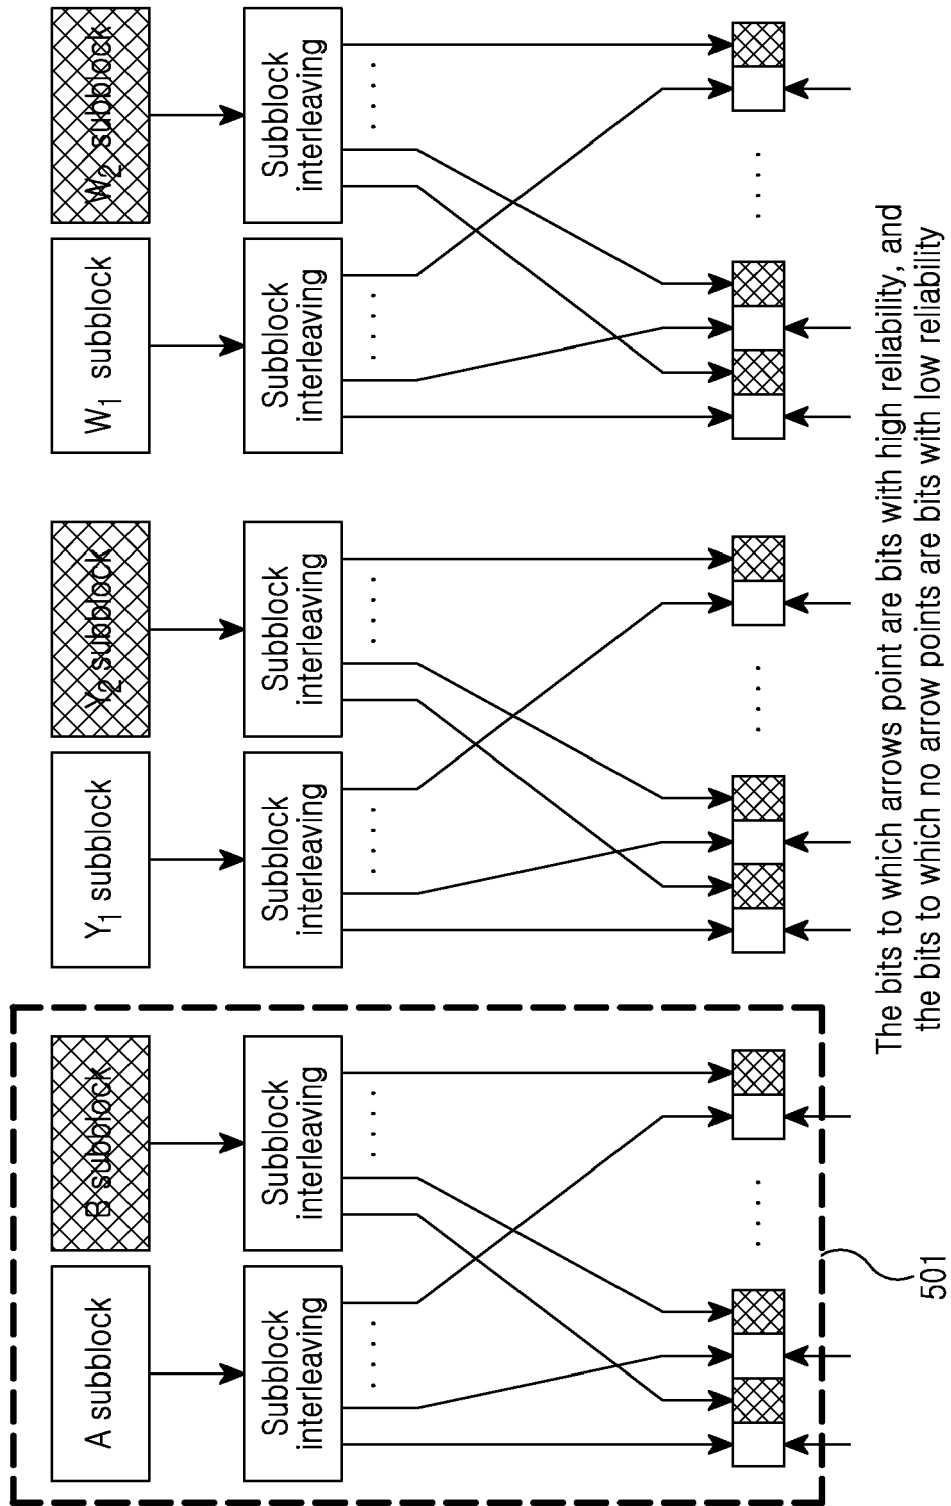 A subblock
B subblock
Y1 subblock
Y2 subblock
W1 subblock
W2 subblock
Subblock
interleaving
Subblock
interleaving
Subblock
interleaving
Subblock
interleaving
Subblock
interleaving
Subblock
interleaving
501
The bits to which arrows point are bits with high reliability, and
the bits to which no arrow points are bits with low reliability